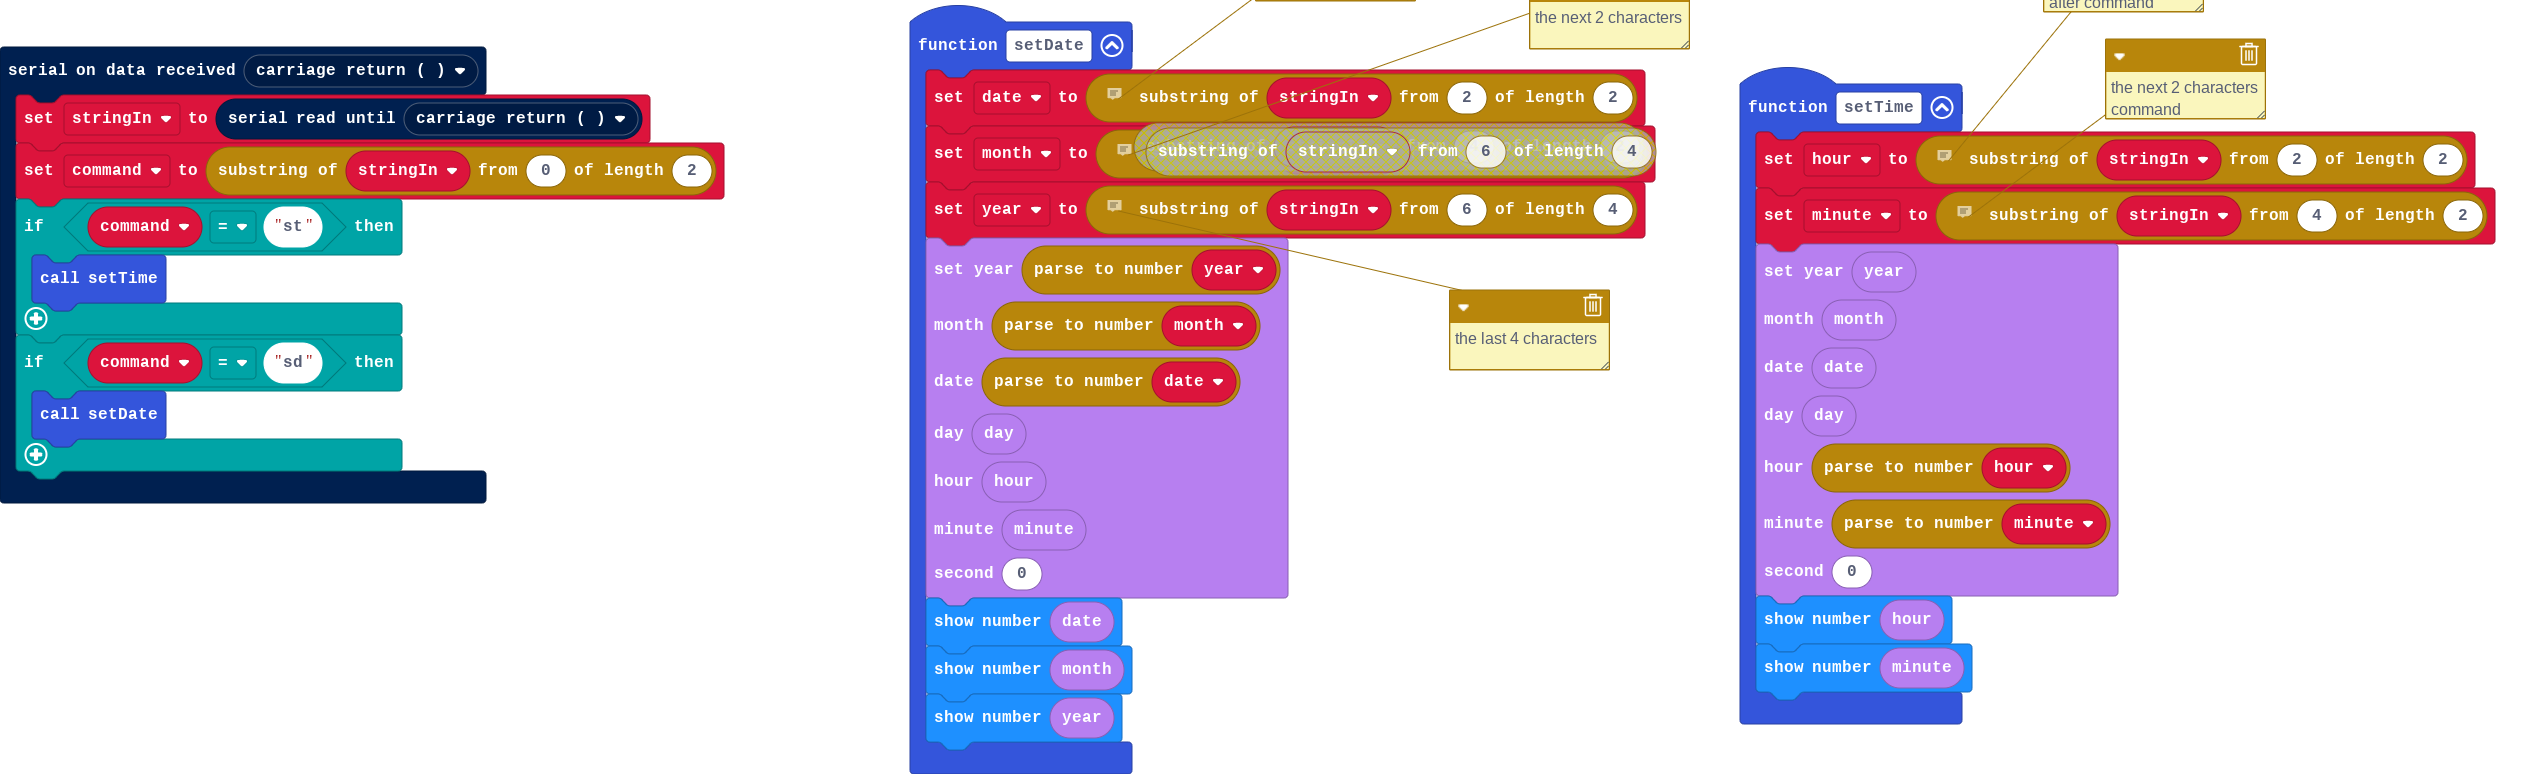 serial on data received carriage return ( )
set stringIn to serial read until carriage return ( )
set command to substring of stringIn from 0 of length 2
if command = "st" then
call setTime
if command = "sd" then
call setDate
the next 2 characters
function setDate
set date to substring of stringIn from 2 of length 2
set month to substring of stringIn from 6 of length 4
set year to substring of stringIn from 6 of length 4
set year parse to number year
month parse to number month
date parse to number date
day day
hour hour
minute minute
second 0
show number date
show number month
show number year
the last 4 characters
after command
the next 2 characters
command
function setTime
set hour to substring of stringIn from 2 of length 2
set minute to substring of stringIn from 4 of length 2
set year year
month month
date date
day day
hour parse to number hour
minute parse to number minute
second 0
show number hour
show number minute